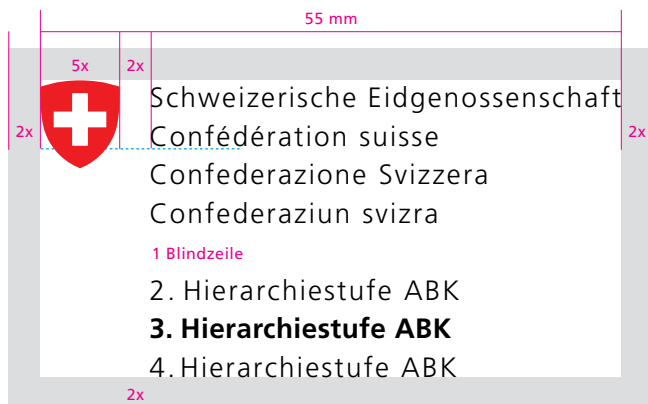 55 mm
5x 2x
Schweizerische Eidgenossenschaft
2x Confédération suisse 2x
Confederazione Svizzera
Confederaziun svizra
1 Blindzeile
2. Hierarchiestufe ABK
3. Hierarchiestufe ABK
4. Hierarchiestufe ABK
2x